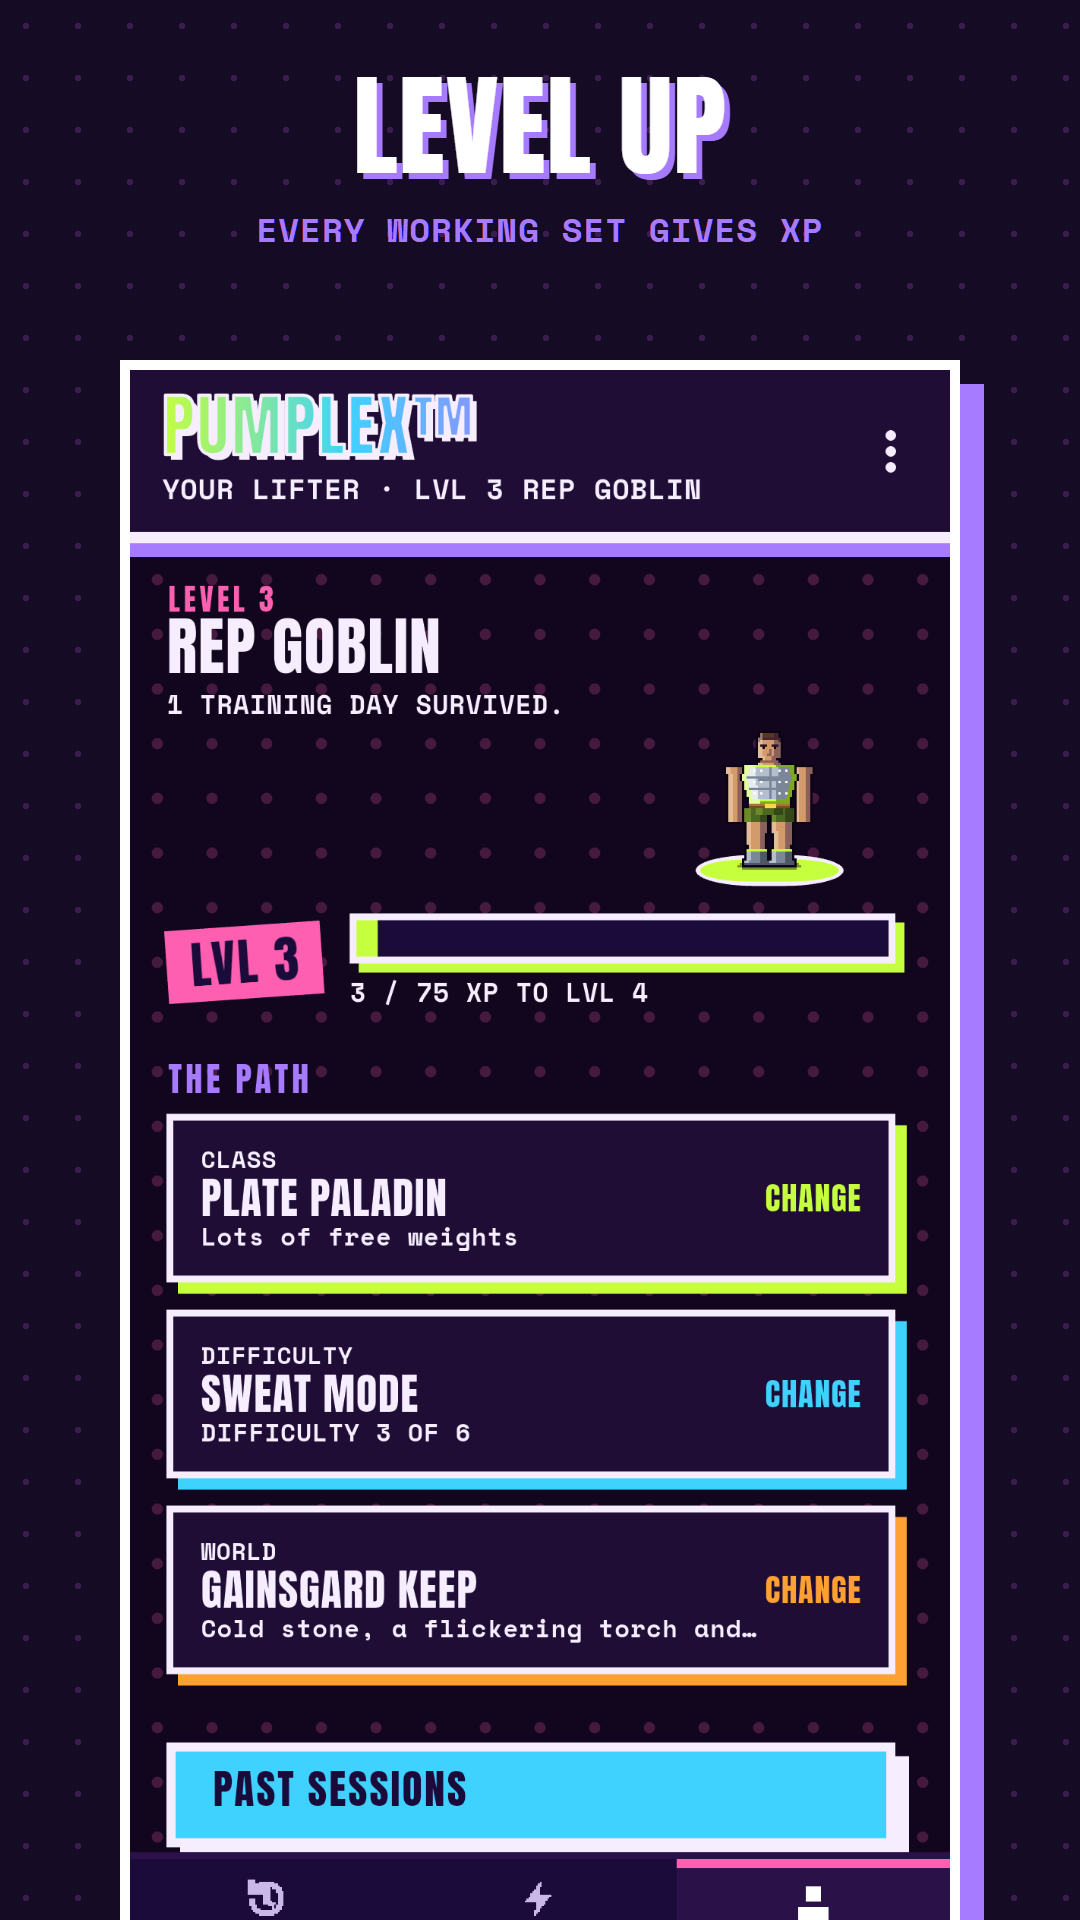 LEVEL UP
EVERY WORKING SET GIVES XP
PUMPLEX™
YOUR LIFTER · LVL 3 REP GOBLIN
LEVEL 3
REP GOBLIN
1 TRAINING DAY SURVIVED.
LVL 3
3 / 75 XP TO LVL 4
THE PATH
CLASS
PLATE PALADIN
CHANGE
Lots of free weights
DIFFICULTY
SWEAT MODE
CHANGE
DIFFICULTY 3 OF 6
WORLD
GAINSGARD KEEP
CHANGE
Cold stone, a flickering torch and…
PAST SESSIONS